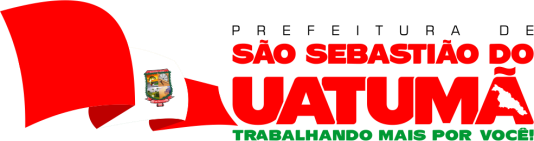 PREFEITURA DE
SÃO SEBASTIÃO DO
UATUMÃ
TRABALHANDO MAIS POR VOCÊ!